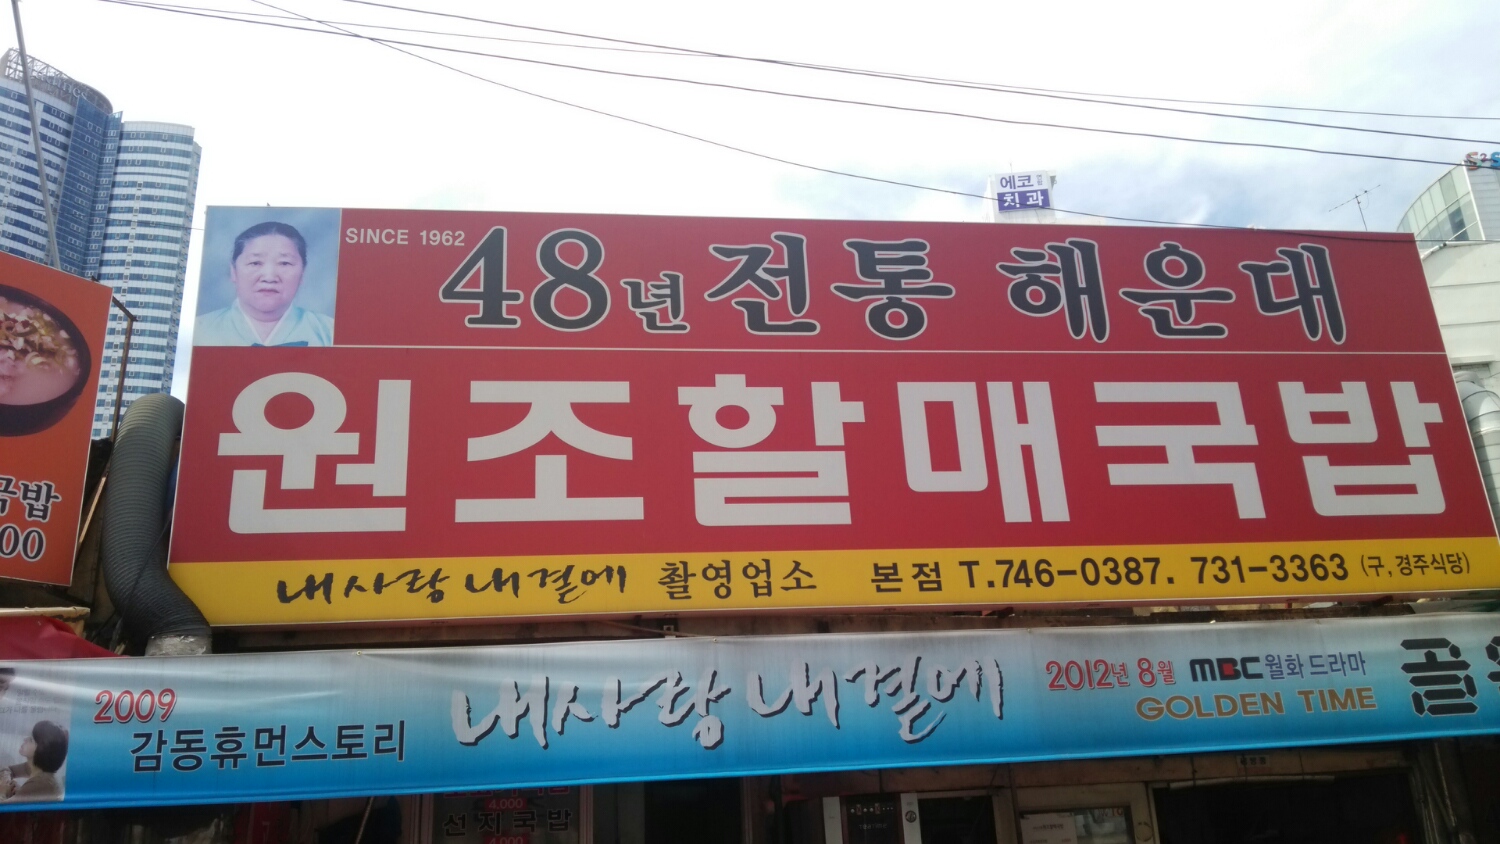 에코
치과
SINCE 1962
48년 전통 해운대
원조할매국밥
내 사랑 내 곁에 촬영업소 본점 T.746-0387. 731-3363 (구,경주식당)
국밥
00
2009
감동휴먼스토리
내 사랑 내 곁에
2012년 8월 MBC 월화 드라마
GOLDEN TIME
골
4,000
선지국밥
4,000